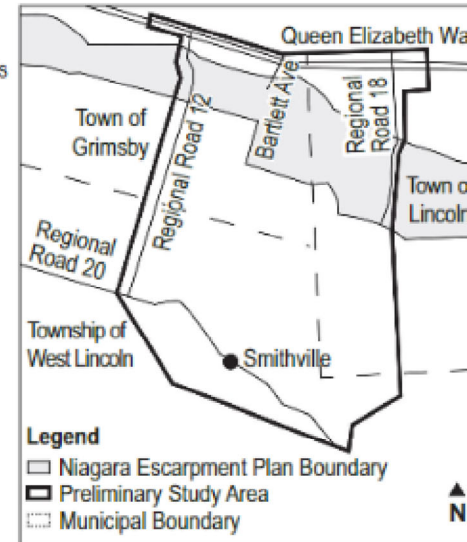 Queen Elizabeth Wa
s
Town of
Grimsby
Regional Road 12
Bartlett Ave
Regional
Road 18
Town o
Lincoln
Regional
Road 20
Township of
West Lincoln
Smithville
Legend
Niagara Escarpment Plan Boundary
Preliminary Study Area
Municipal Boundary
N